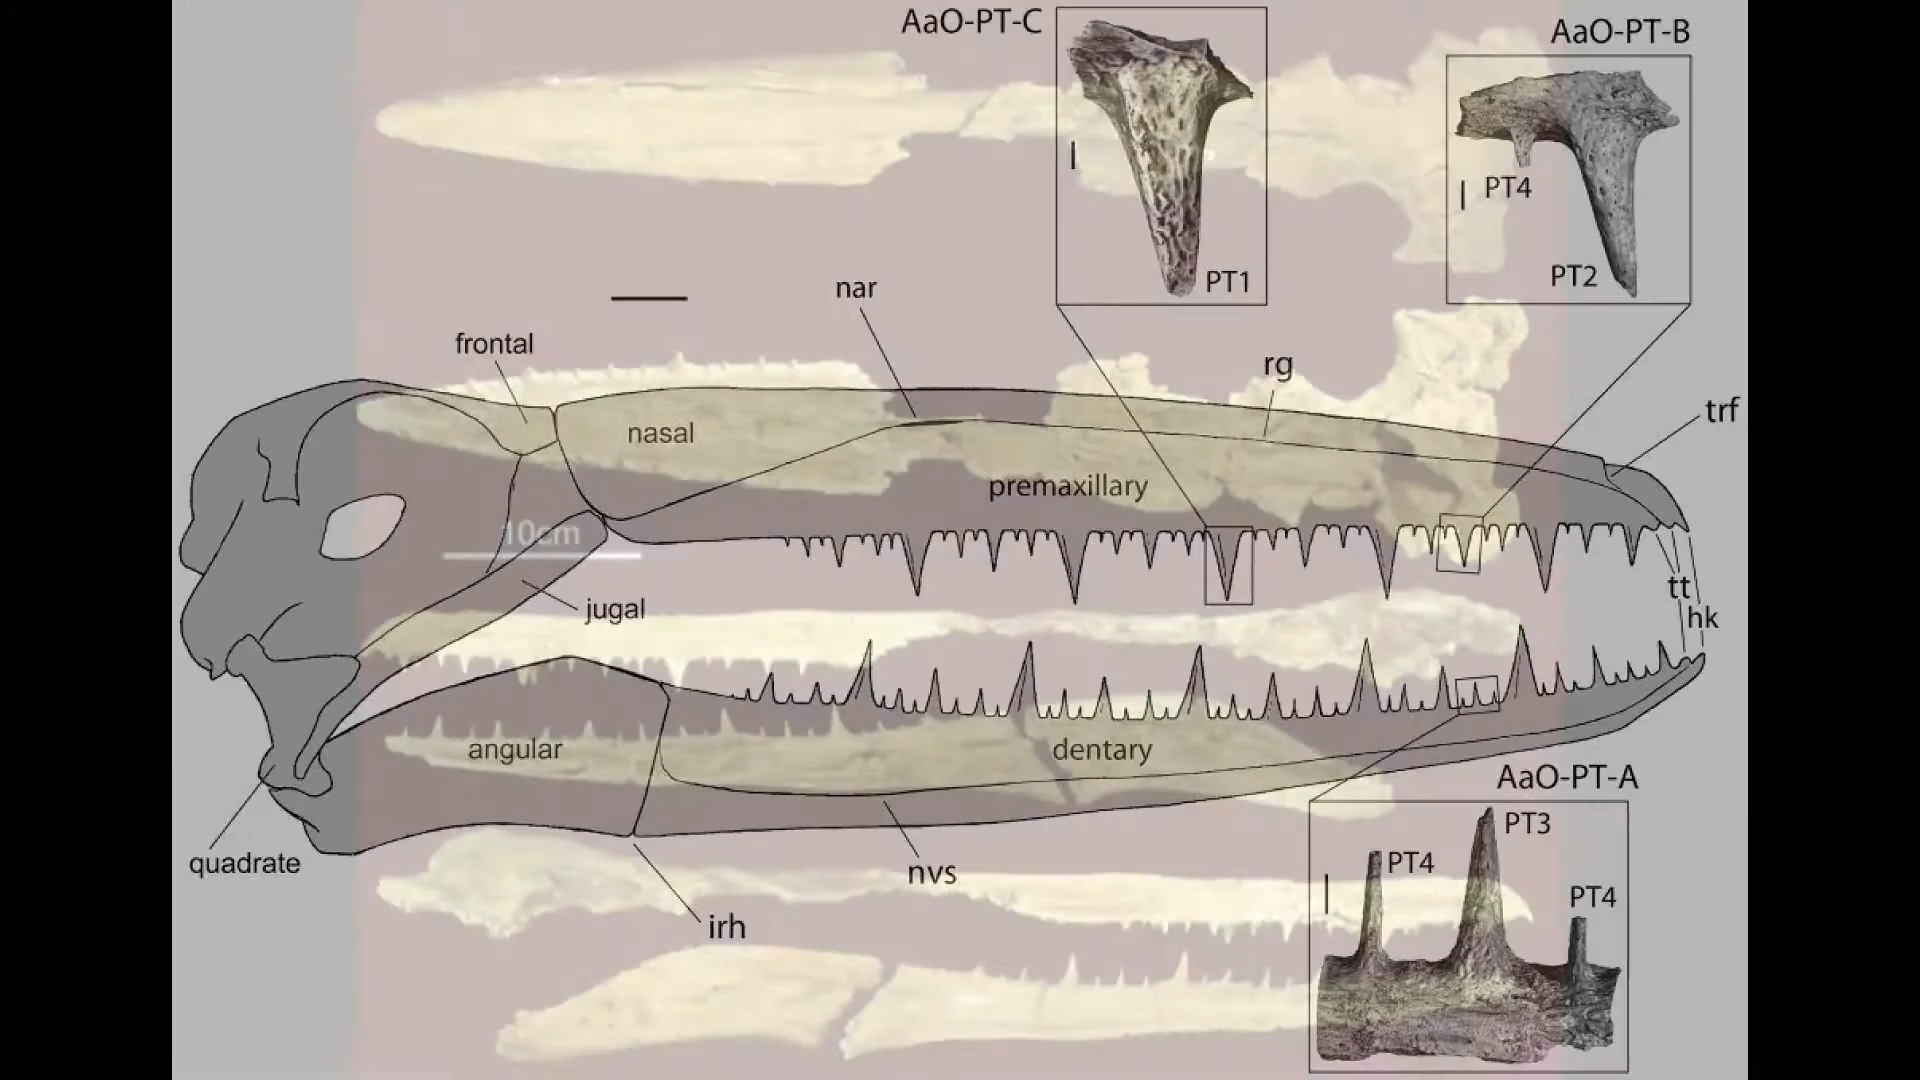 AaO-PT-C
AaO-PT-B
PT4
PT1
PT2
nar
frontal
rg
trf
nasal
premaxillary
10cm
tt
jugal
hk
angular
dentary
AaO-PT-A
PT3
quadrate
nvs
PT4
PT4
irh